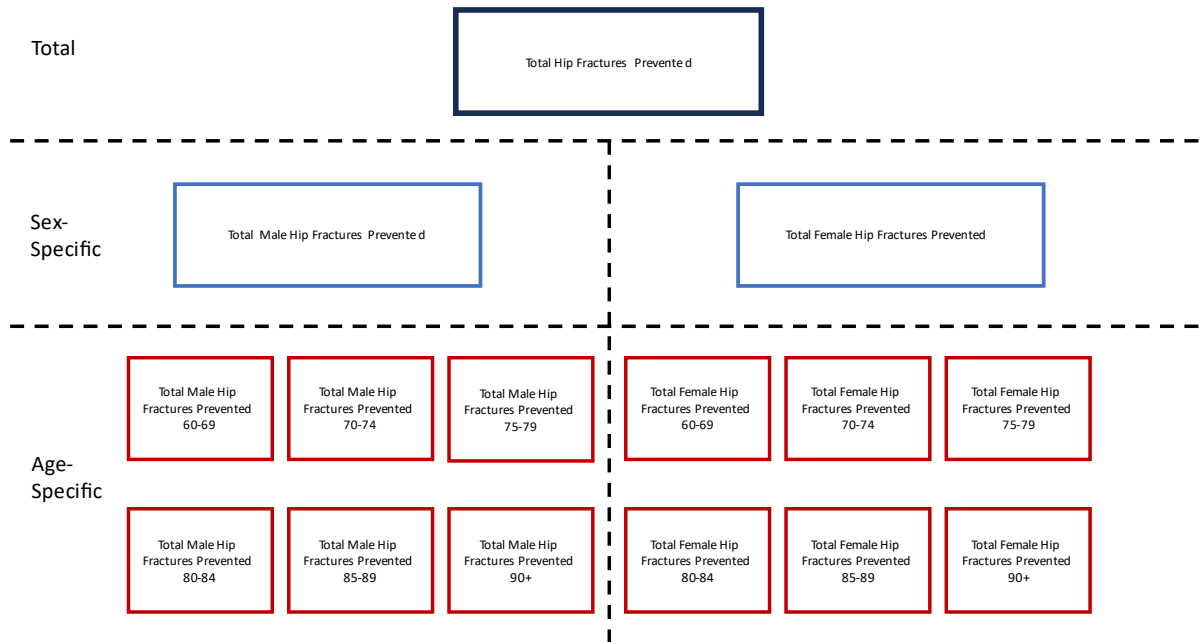 Total
Total Hip Fractures Prevented
Sex-
Specific
Total Male Hip Fractures Prevented
Total Female Hip Fractures Prevented
Age-
Specific
Total Male Hip
Fractures Prevented
60-69
Total Male Hip
Fractures Prevented
70-74
Total Male Hip
Fractures Prevented
75-79
Total Female Hip
Fractures Prevented
60-69
Total Female Hip
Fractures Prevented
70-74
Total Female Hip
Fractures Prevented
75-79
Total Male Hip
Fractures Prevented
80-84
Total Male Hip
Fractures Prevented
85-89
Total Male Hip
Fractures Prevented
90+
Total Female Hip
Fractures Prevented
80-84
Total Female Hip
Fractures Prevented
85-89
Total Female Hip
Fractures Prevented
90+